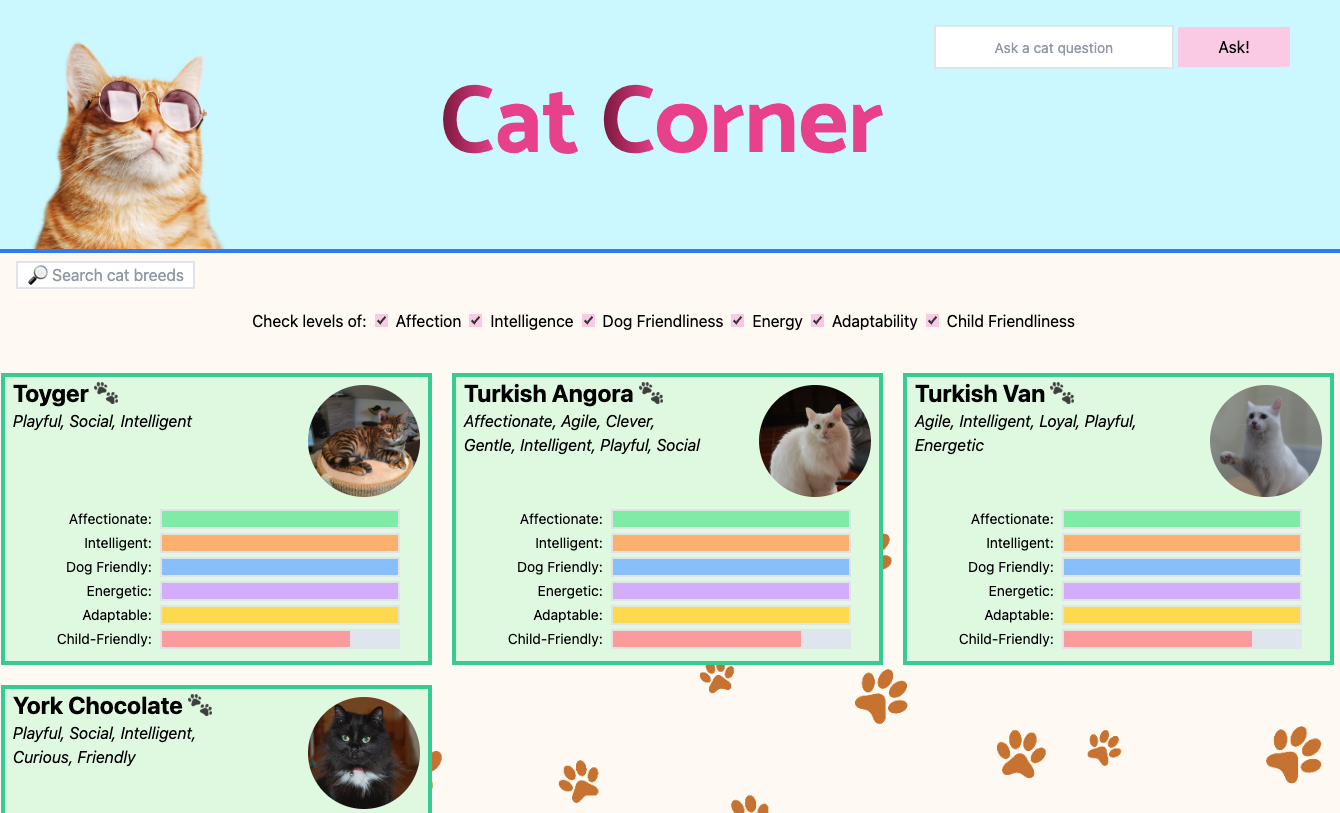 Ask a cat question
Ask!
Cat Corner
Search cat breeds
Check levels of: Affection Intelligence Dog Friendliness Energy Adaptability Child Friendliness
Toyger
Playful, Social, Intelligent
Affectionate:
Intelligent:
Dog Friendly:
Energetic:
Adaptable:
Child-Friendly:
Turkish Angora
Affectionate, Agile, Clever,
Gentle, Intelligent, Playful, Social
Affectionate:
Intelligent:
Dog Friendly:
Energetic:
Adaptable:
Child-Friendly:
Turkish Van
Agile, Intelligent, Loyal, Playful,
Energetic
Affectionate:
Intelligent:
Dog Friendly:
Energetic:
Adaptable:
Child-Friendly:
York Chocolate
Playful, Social, Intelligent,
Curious, Friendly